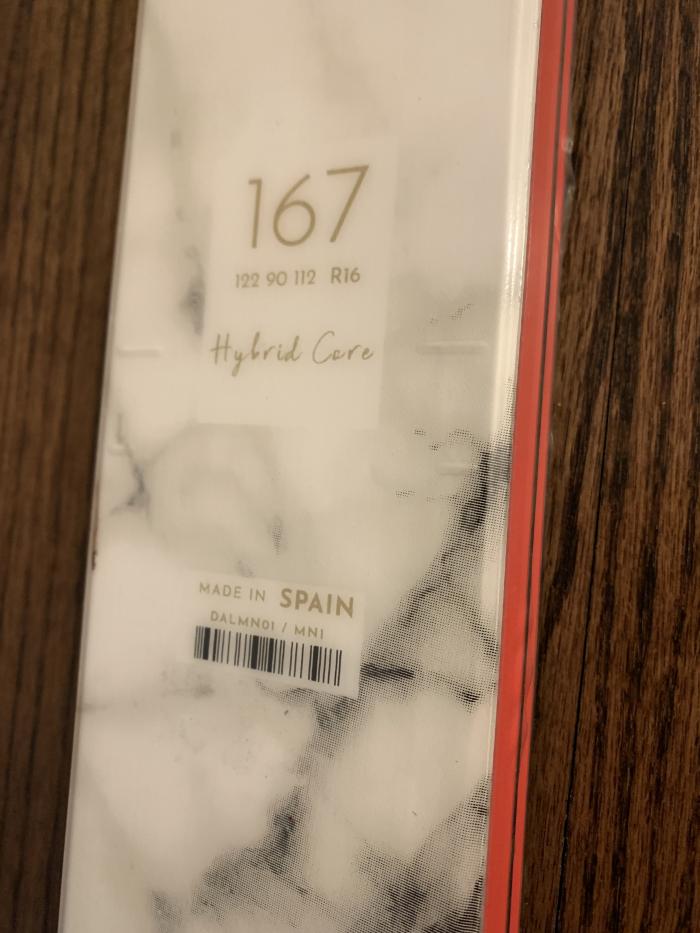 167
122 90 112 R16
Hybrid Core
MADE IN SPAIN
DALMN01 / MN1